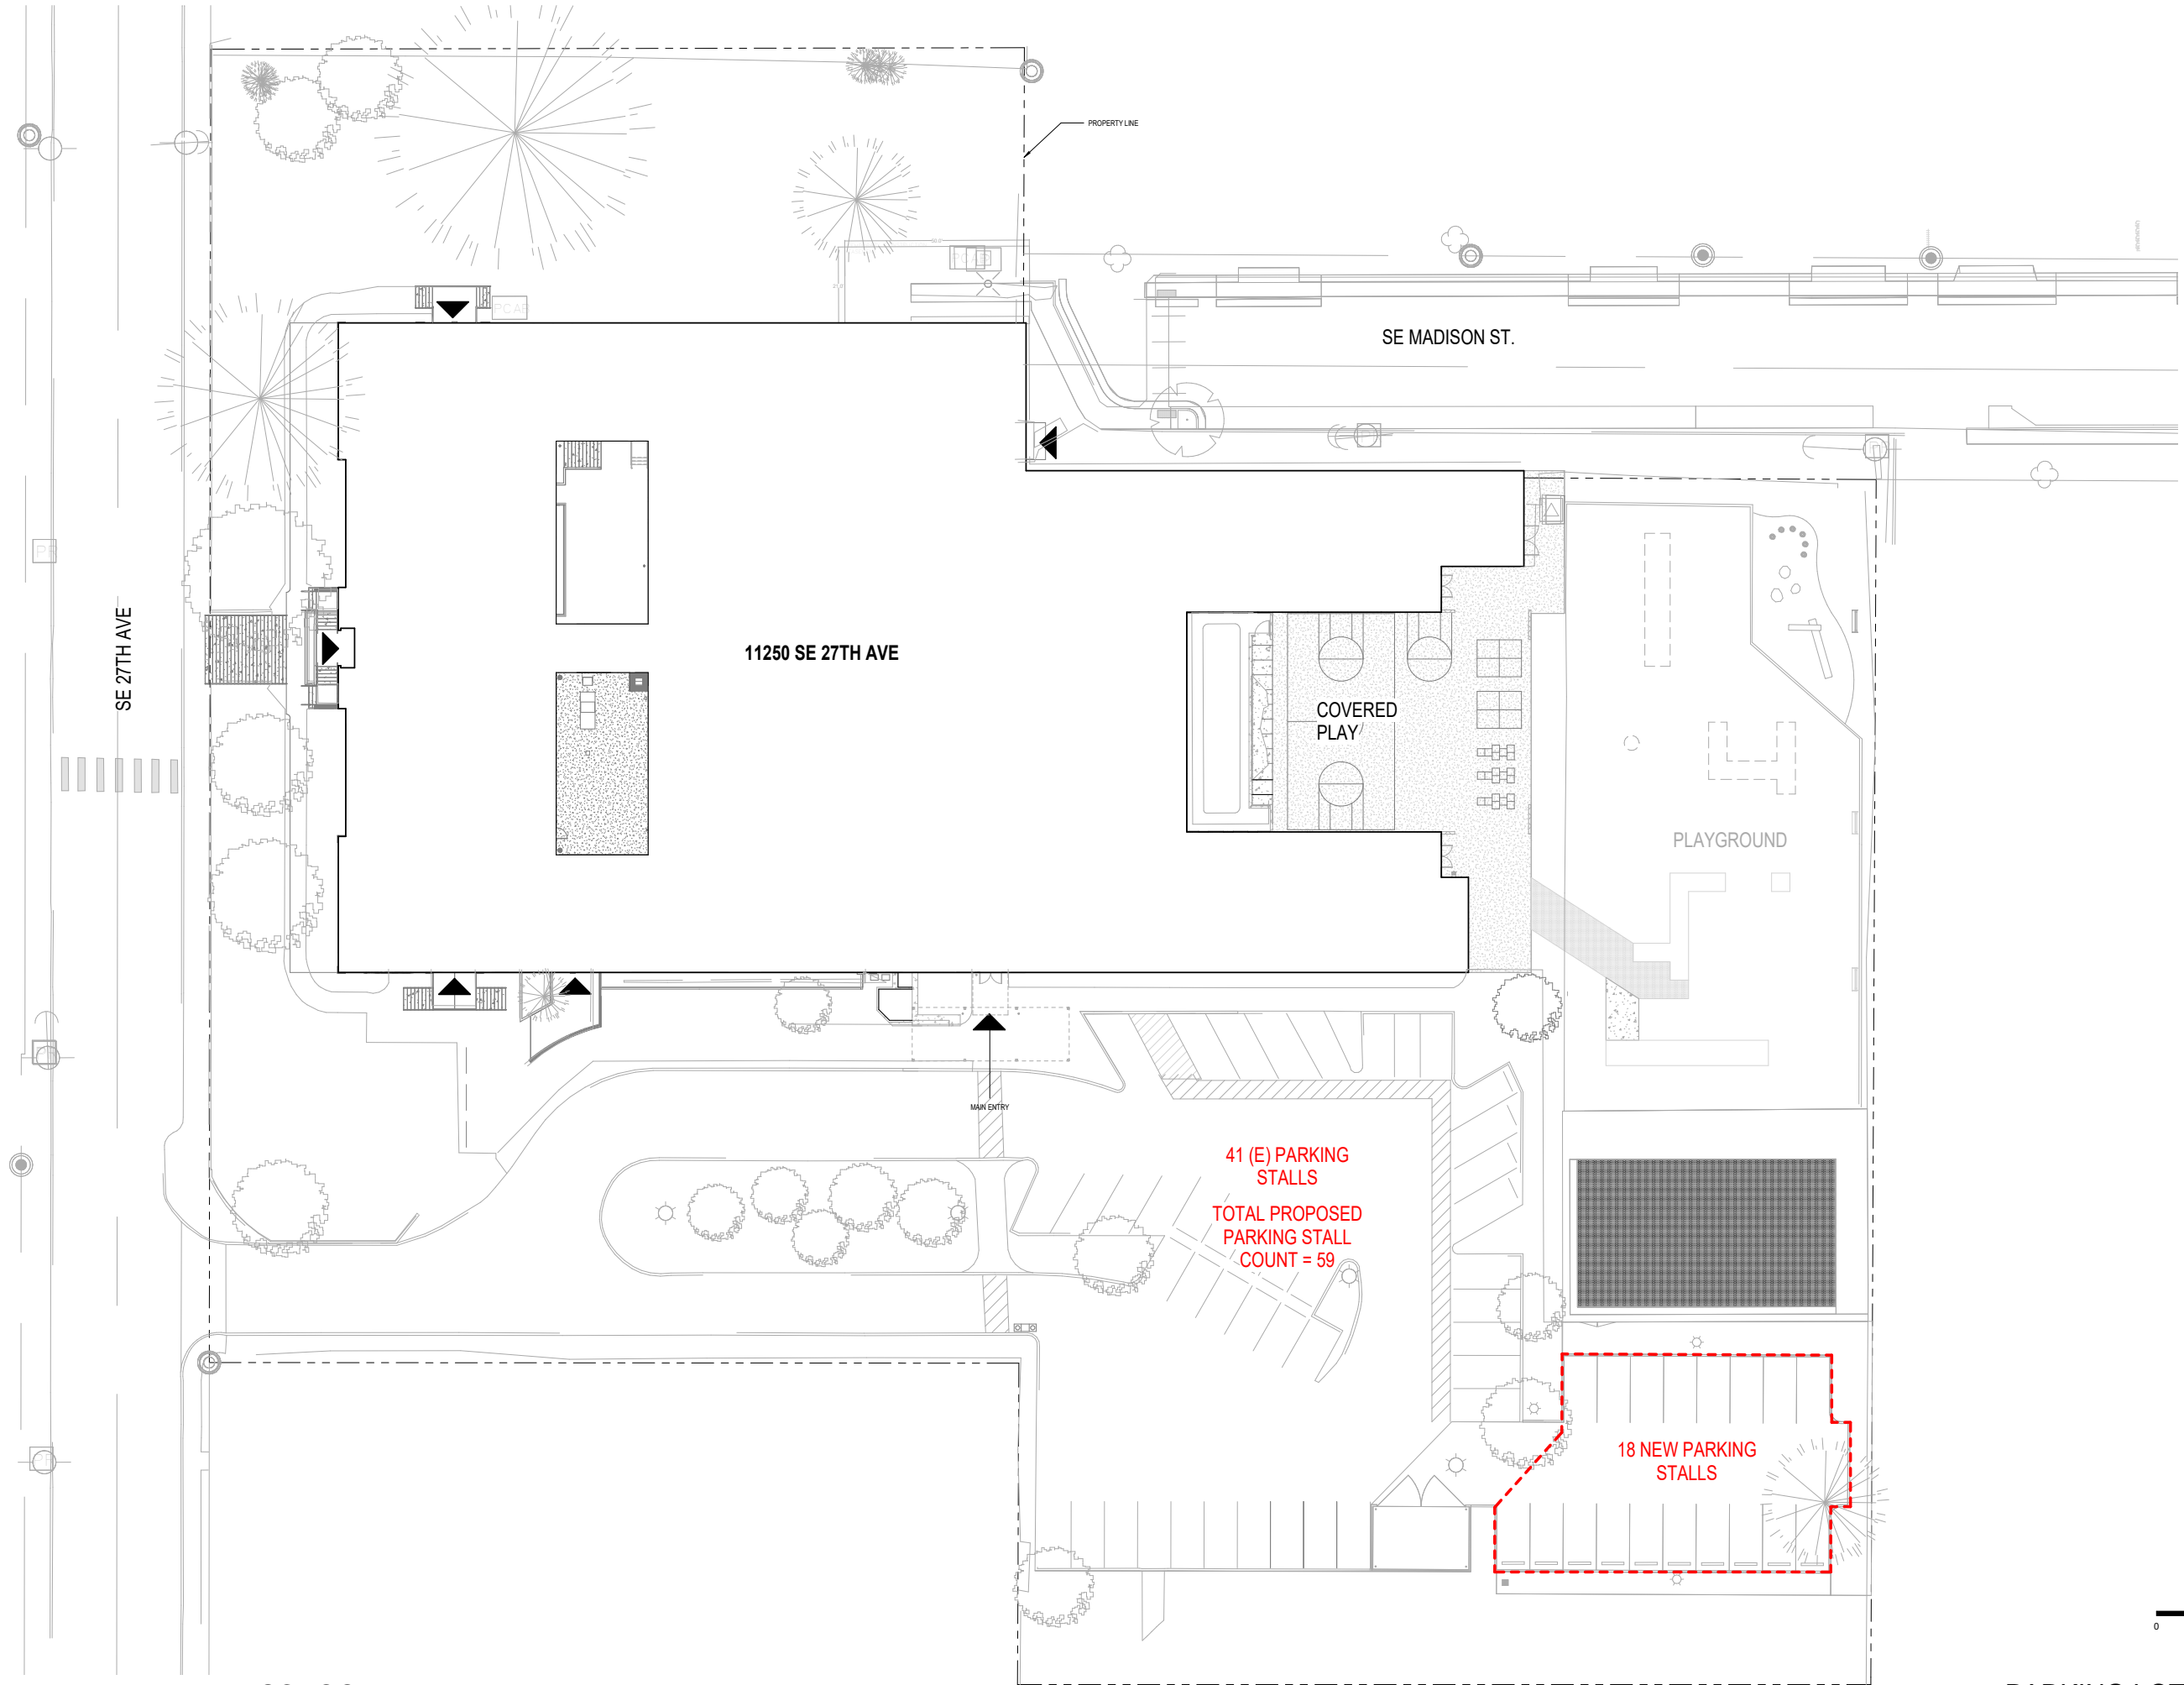 PROPERTY LINE
SE MADISON ST.
PCAB
SE 27TH AVE
11250 SE 27TH AVE
COVERED
PLAY
PLAYGROUND
MAIN ENTRY
41 (E) PARKING
STALLS
TOTAL PROPOSED
PARKING STALL
COUNT = 59
18 NEW PARKING
STALLS
0